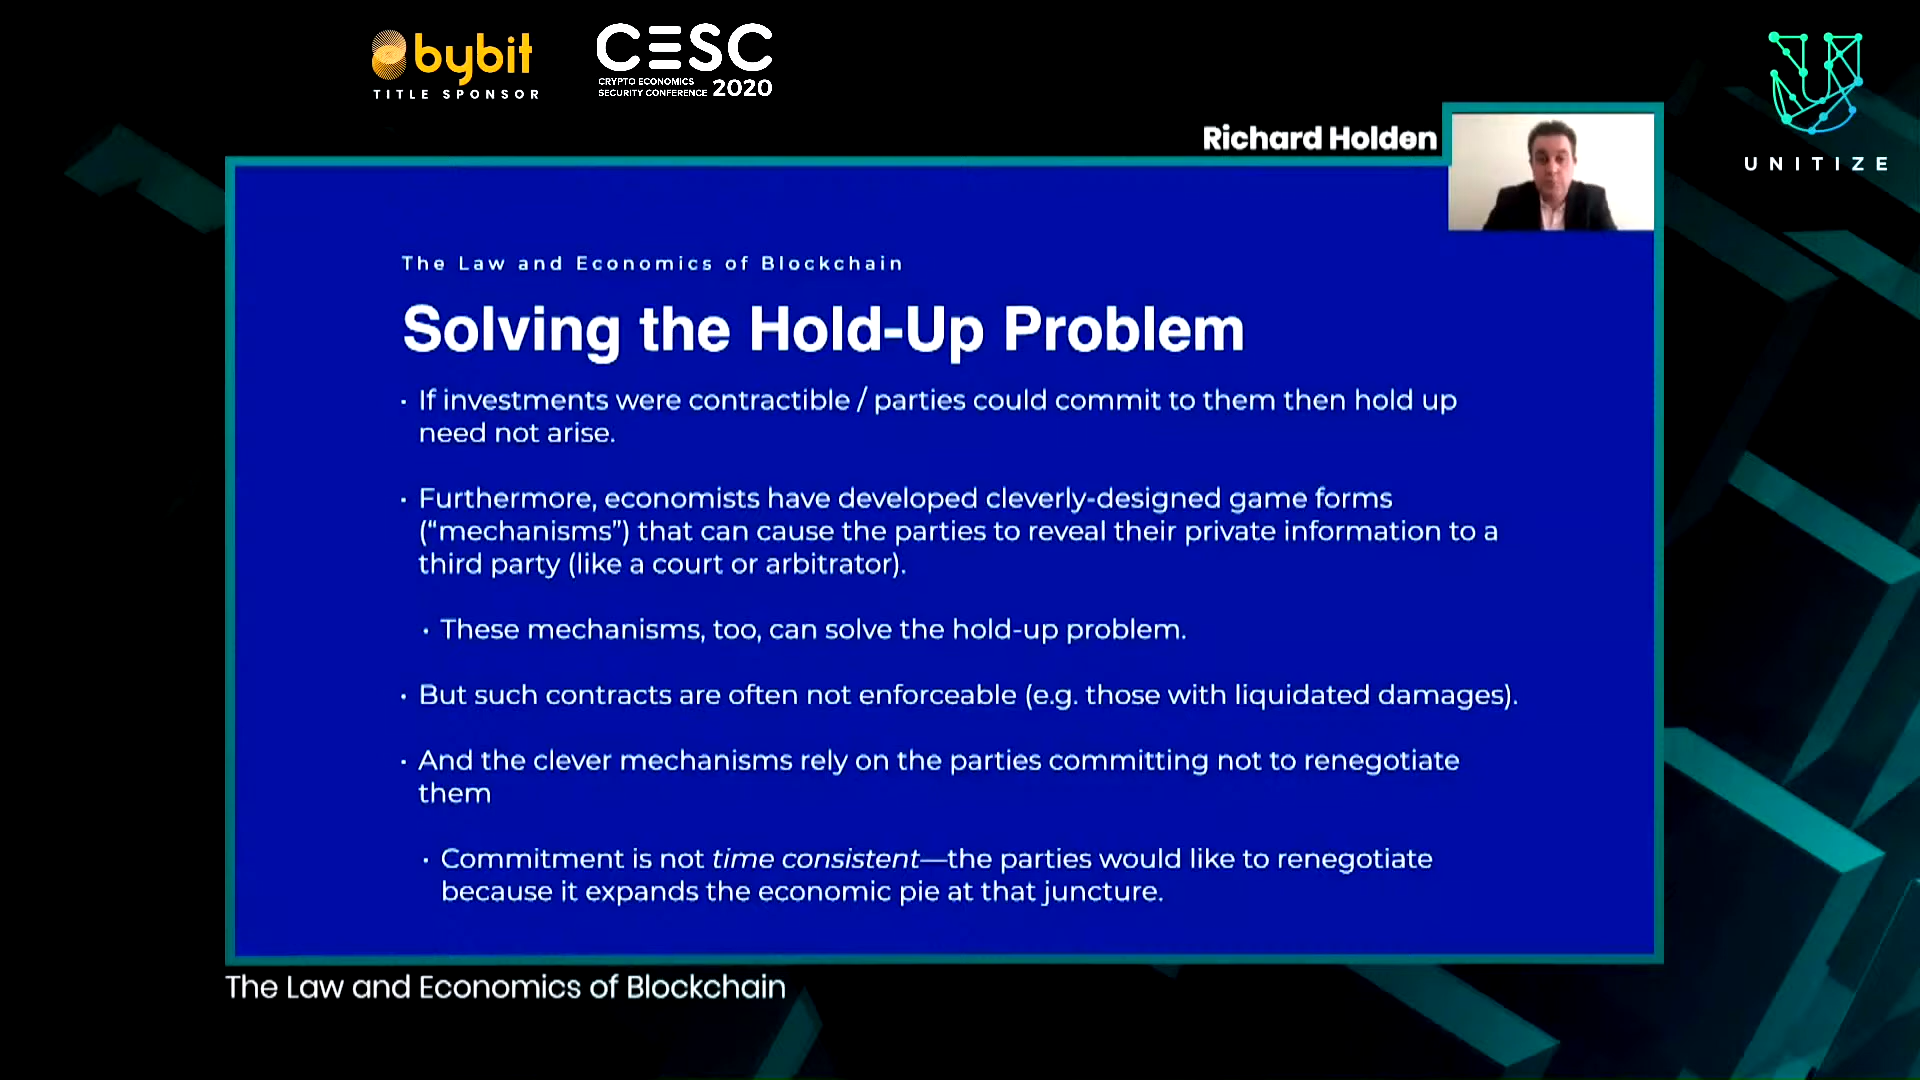 bybit
TITLE SPONSOR
CESC
CRYPTO ECONOMICS
SECURITY CONFERENCE 2020
UNITIZE
Richard Holden
The Law and Economics of Blockchain
Solving the Hold-Up Problem
· If investments were contractible / parties could commit to them then hold up
need not arise.
· Furthermore, economists have developed cleverly-designed game forms
(“mechanisms”) that can cause the parties to reveal their private information to a
third party (like a court or arbitrator).
· These mechanisms, too, can solve the hold-up problem.
· But such contracts are often not enforceable (e.g. those with liquidated damages).
· And the clever mechanisms rely on the parties committing not to renegotiate
them
· Commitment is not time consistent—the parties would like to renegotiate
because it expands the economic pie at that juncture.
The Law and Economics of Blockchain